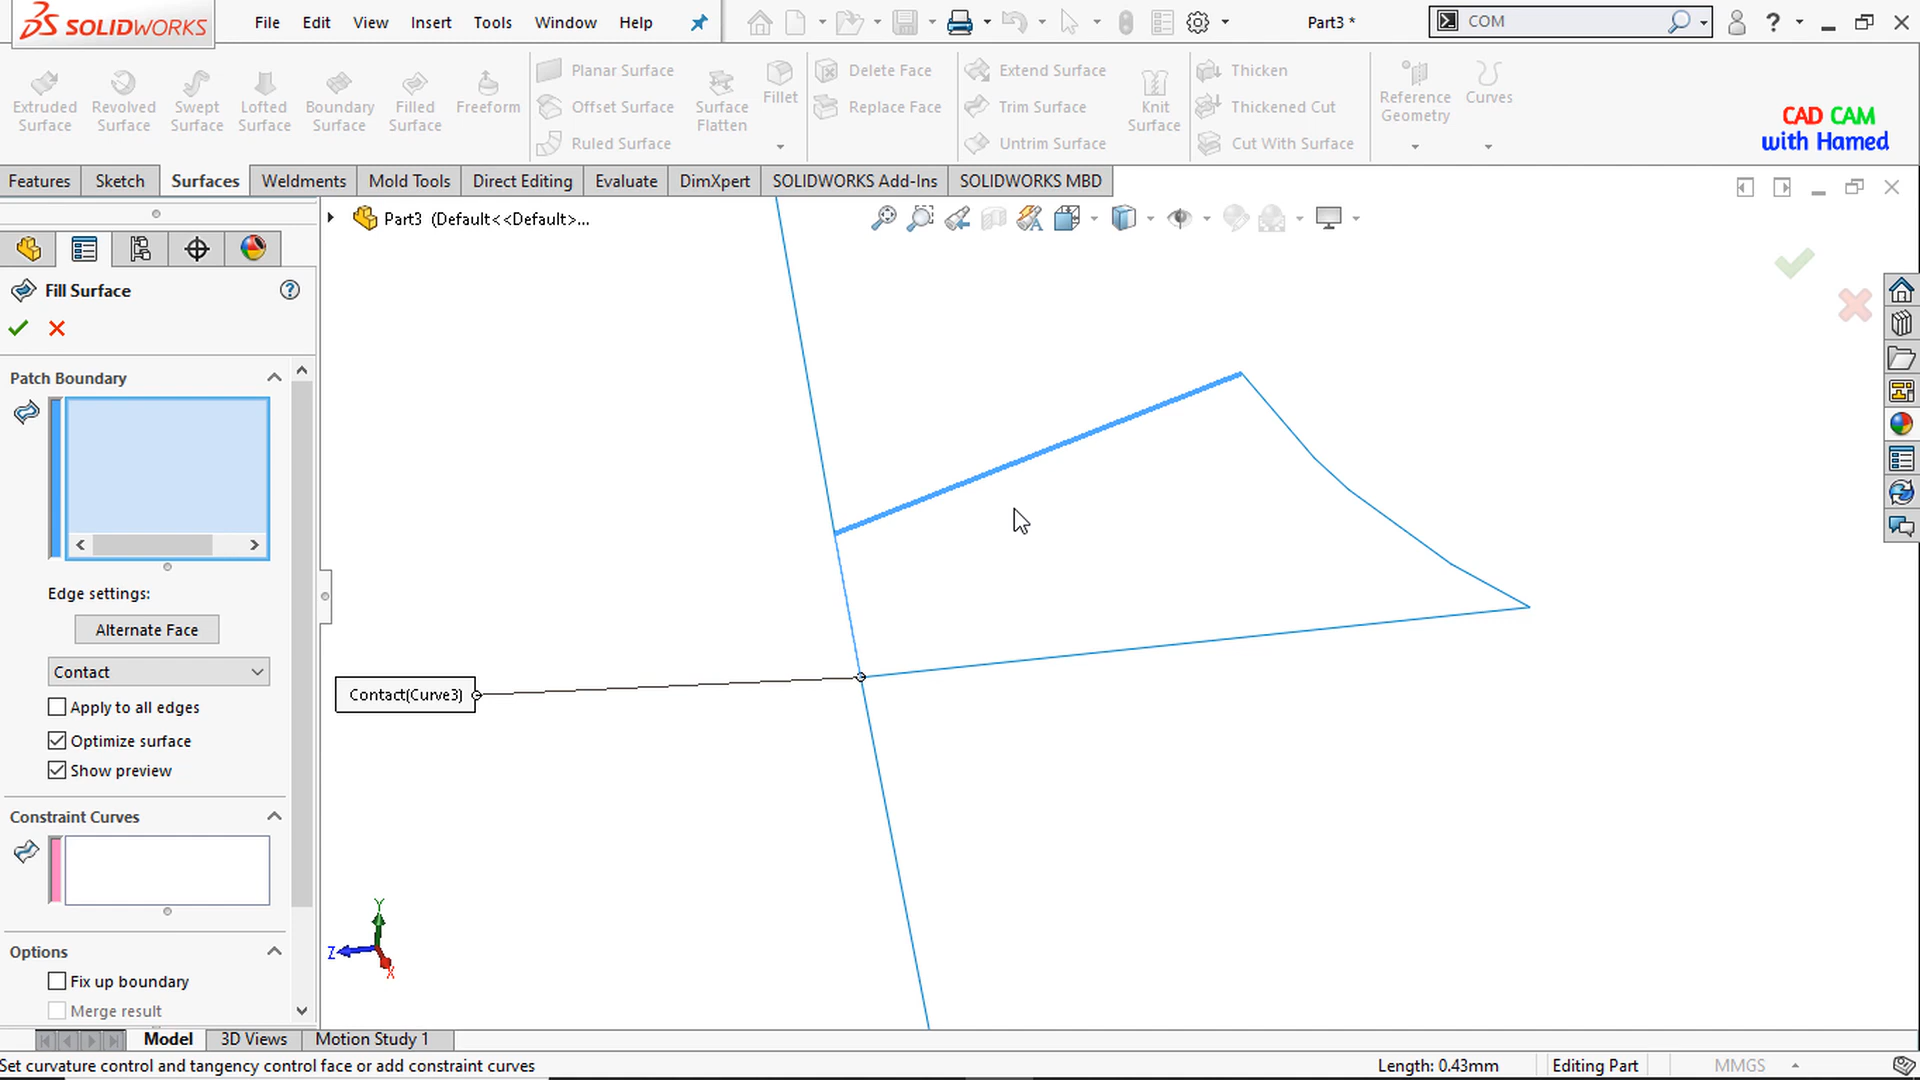 SOLIDWORKS
File Edit View Insert Tools Window Help
Part3 *
COM
Extruded Surface
Revolved Surface
Swept Surface
Lofted Surface
Boundary Surface
Filled Surface
Freeform
Planar Surface
Offset Surface
Ruled Surface
Surface Flatten
Fillet
Delete Face
Replace Face
Extend Surface
Trim Surface
Untrim Surface
Knit Surface
Thicken
Thickened Cut
Cut With Surface
Reference Geometry
Curves
CAD CAM
with Hamed
Features Sketch Surfaces Weldments Mold Tools Direct Editing Evaluate DimXpert SOLIDWORKS Add-Ins SOLIDWORKS MBD
Part3 (Default<<Default>...
Fill Surface
Patch Boundary
Edge settings:
Alternate Face
Contact
Apply to all edges
Optimize surface
Show preview
Constraint Curves
Options
Fix up boundary
Merge result
Contact(Curve3)
Y
Z
X
Model 3D Views Motion Study 1
Set curvature control and tangency control face or add constraint curves
Length: 0.43mm
Editing Part
MMGS